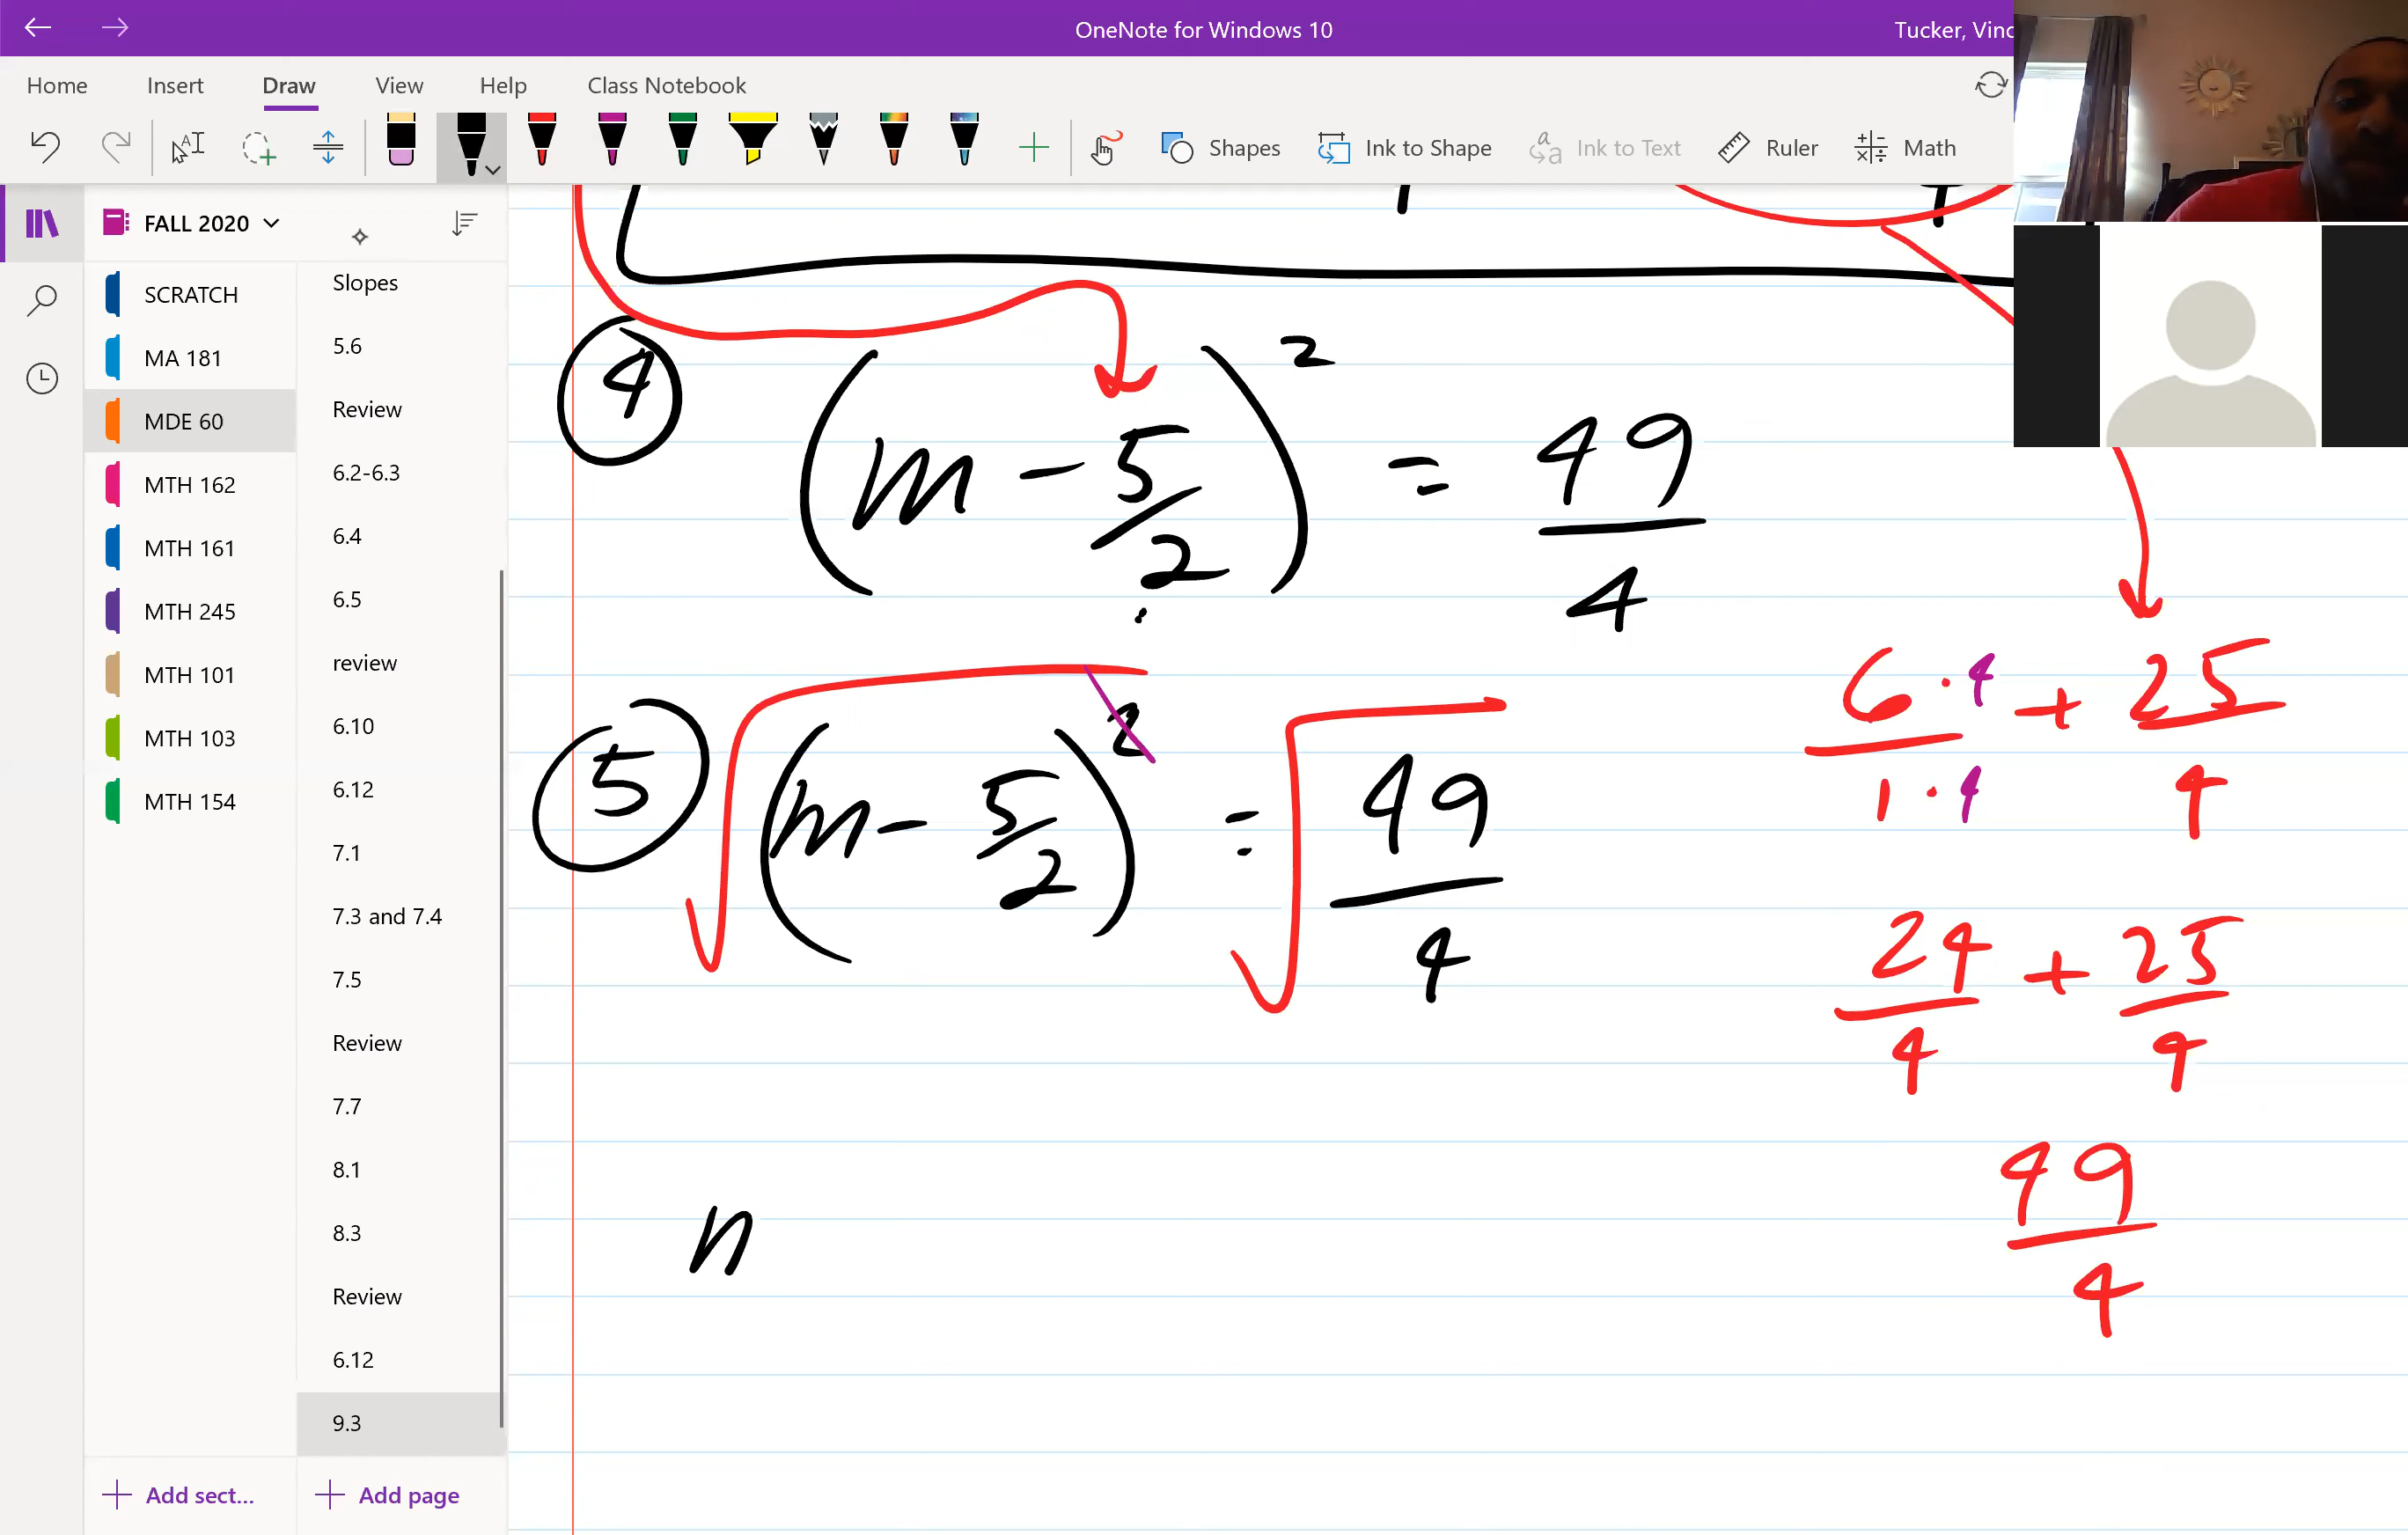 OneNote for Windows 10
Tucker, Vinc
Home Insert Draw View Help Class Notebook
Shapes Ink to Shape Ink to Text Ruler Math
FALL 2020
SCRATCH
MA 181
MDE 60
MTH 162
MTH 161
MTH 245
MTH 101
MTH 103
MTH 154
Add sect...
Slopes
5.6
Review
6.2-6.3
6.4
6.5
review
6.10
6.12
7.1
7.3 and 7.4
7.5
Review
7.7
8.1
8.3
Review
6.12
9.3
Add page
④ (m - 5/2)² = 49/4
⑤ √(m - 5/2)² = √49/4
n
6·4/1·4 + 25/4
24/4 + 25/4
49/4